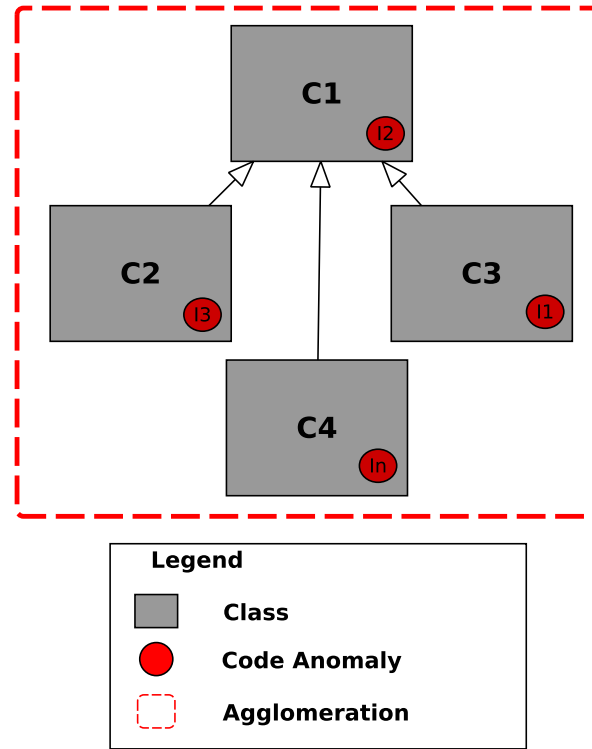 C1
I2
C2
I3
C3
I1
C4
In
Legend
Class
Code Anomaly
Agglomeration